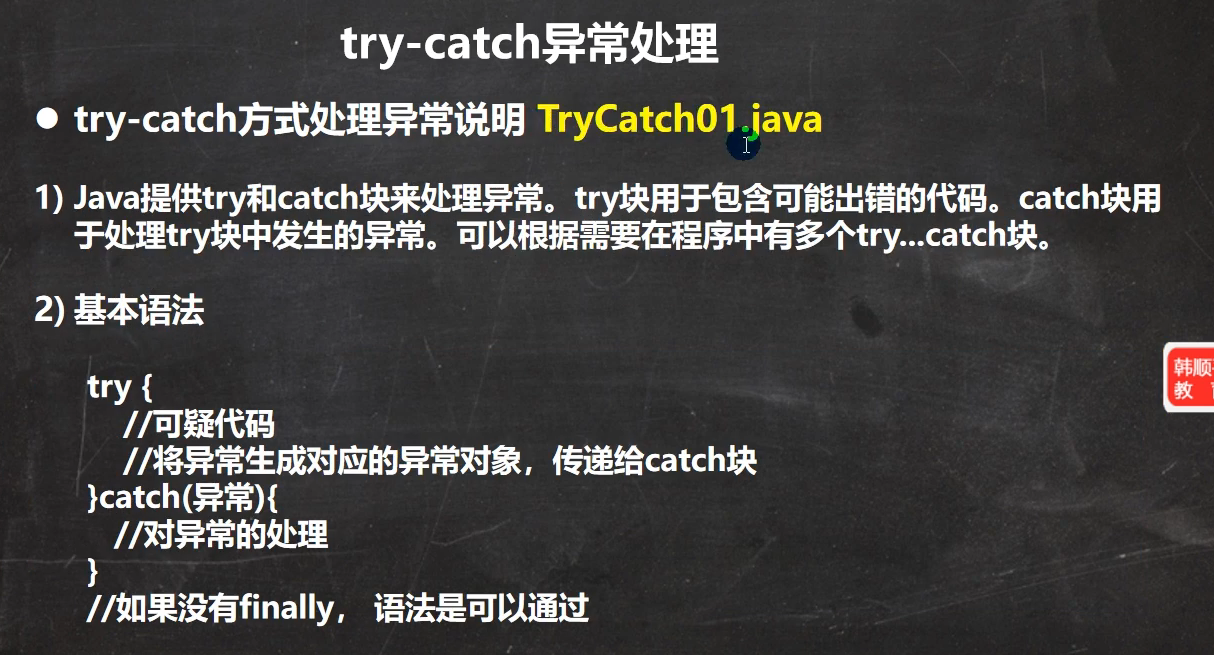 try-catch异常处理
● try-catch方式处理异常说明 TryCatch01.java
1) Java提供try和catch块来处理异常。try块用于包含可能出错的代码。catch块用
于处理try块中发生的异常。可以根据需要在程序中有多个try...catch块。
2) 基本语法
try {
//可疑代码
//将异常生成对应的异常对象，传递给catch块
}catch(异常){
//对异常的处理
}
//如果没有finally， 语法是可以通过
韩顺
教